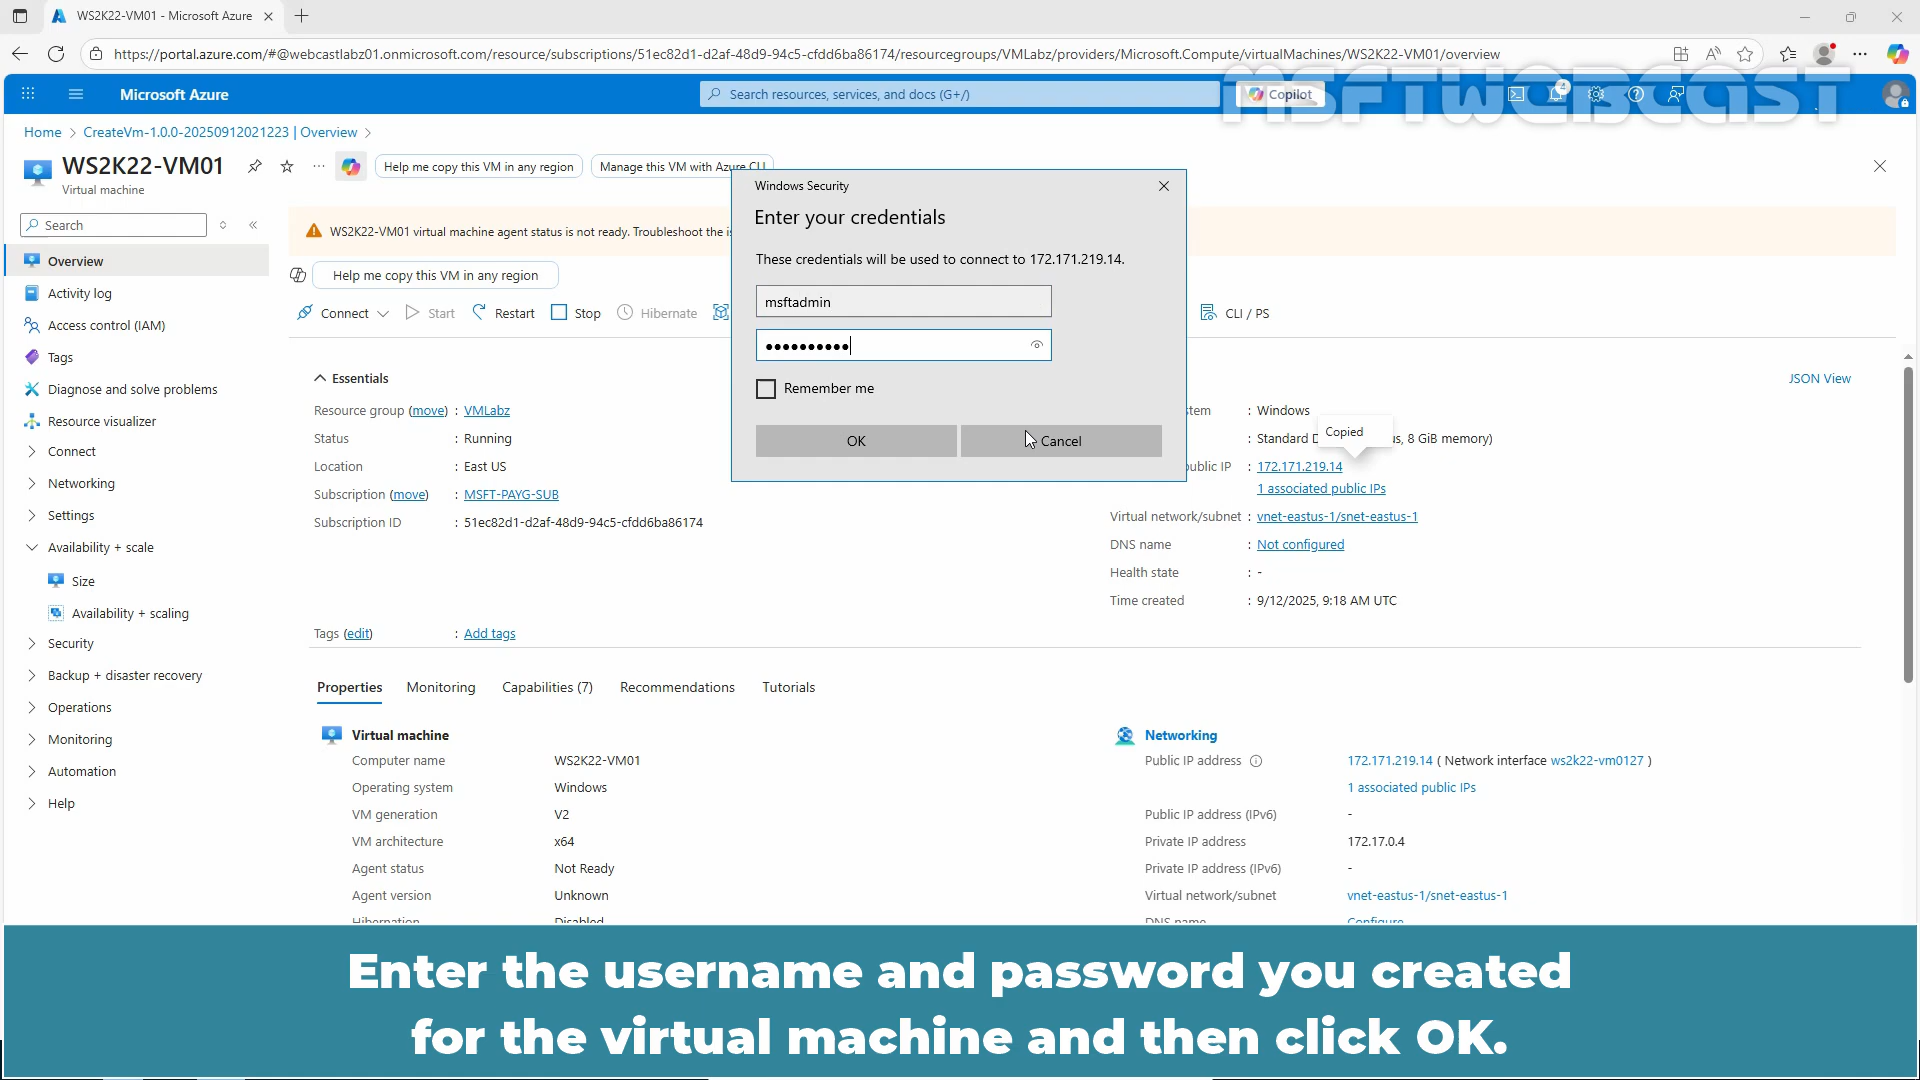 WS2K22-VM01 - Microsoft Azure
https://portal.azure.com/#@webcastlabz01.onmicrosoft.com/resource/subscriptions/51ec82d1-d2af-48d9-94c5-cfdd6ba86174/resourcegroups/VMLabz/providers/Microsoft.Compute/virtualMachines/WS2K22-VM01/overview
MSFTWEBCAST
Microsoft Azure
Search resources, services, and docs (G+/)
Copilot
4
Home > CreateVm-1.0.0-20250912021223 | Overview >
WS2K22-VM01
Virtual machine
Help me copy this VM in any region
Manage this VM with Azure CLI
Search
WS2K22-VM01 virtual machine agent status is not ready. Troubleshoot the is
Help me copy this VM in any region
Connect
Start
Restart
Stop
Hibernate
CLI / PS
Overview
Activity log
Access control (IAM)
Tags
Diagnose and solve problems
Resource visualizer
Connect
Networking
Settings
Availability + scale
Size
Availability + scaling
Security
Backup + disaster recovery
Operations
Monitoring
Automation
Help
Windows Security
Enter your credentials
These credentials will be used to connect to 172.171.219.14.
msftadmin
Remember me
OK
Cancel
Essentials
JSON View
Resource group (move) : VMLabz
Status : Running
Location : East US
Subscription (move) : MSFT-PAYG-SUB
Subscription ID : 51ec82d1-d2af-48d9-94c5-cfdd6ba86174
Tags (edit) : Add tags
stem : Windows
Copied
: Standard D us, 8 GiB memory)
ublic IP : 172.171.219.14
1 associated public IPs
Virtual network/subnet : vnet-eastus-1/snet-eastus-1
DNS name : Not configured
Health state : -
Time created : 9/12/2025, 9:18 AM UTC
Properties
Monitoring
Capabilities (7)
Recommendations
Tutorials
Virtual machine
Computer name WS2K22-VM01
Operating system Windows
VM generation V2
VM architecture x64
Agent status Not Ready
Agent version Unknown
Hibernation Disabled
Networking
Public IP address 172.171.219.14 ( Network interface ws2k22-vm0127 )
1 associated public IPs
Public IP address (IPv6) -
Private IP address 172.17.0.4
Private IP address (IPv6) -
Virtual network/subnet vnet-eastus-1/snet-eastus-1
DNS name Configure
Enter the username and password you created
for the virtual machine and then click OK.